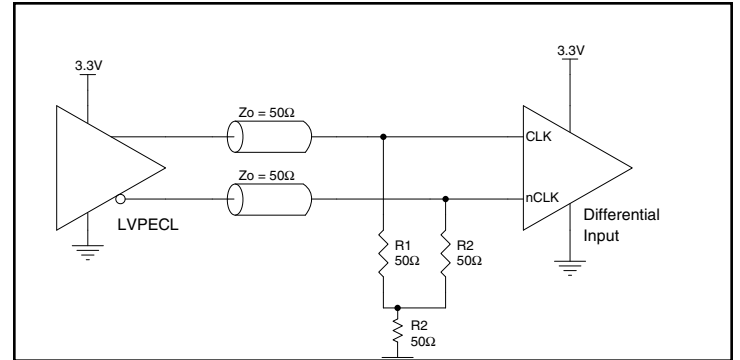 3.3V
3.3V
Zo = 50Ω
CLK
Zo = 50Ω
nCLK
LVPECL
Differential
Input
R1
50Ω
R2
50Ω
R2
50Ω